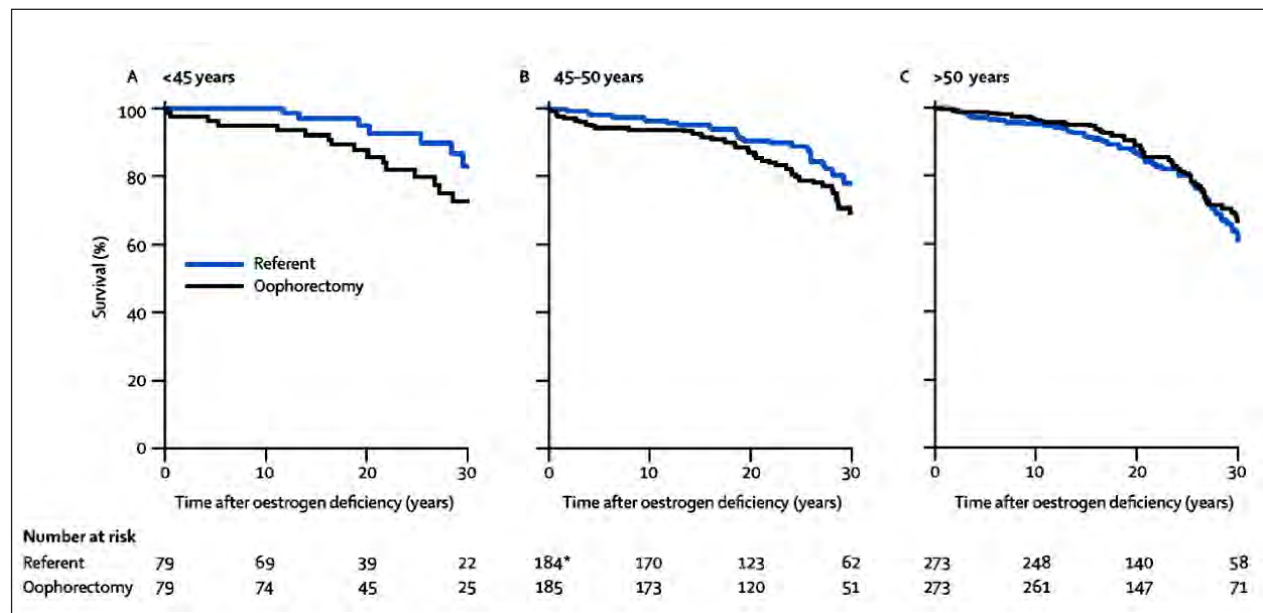 A <45 years
B 45–50 years
C >50 years
Survival (%)
100
80
60
40
20
0
Referent
Oophorectomy
0 10 20 30
0 10 20 30
0 10 20 30
Time after oestrogen deficiency (years)
Time after oestrogen deficiency (years)
Time after oestrogen deficiency (years)
Number at risk
Referent 79 69 39 22 184* 170 123 62 273 248 140 58
Oophorectomy 79 74 45 25 185 173 120 51 273 261 147 71